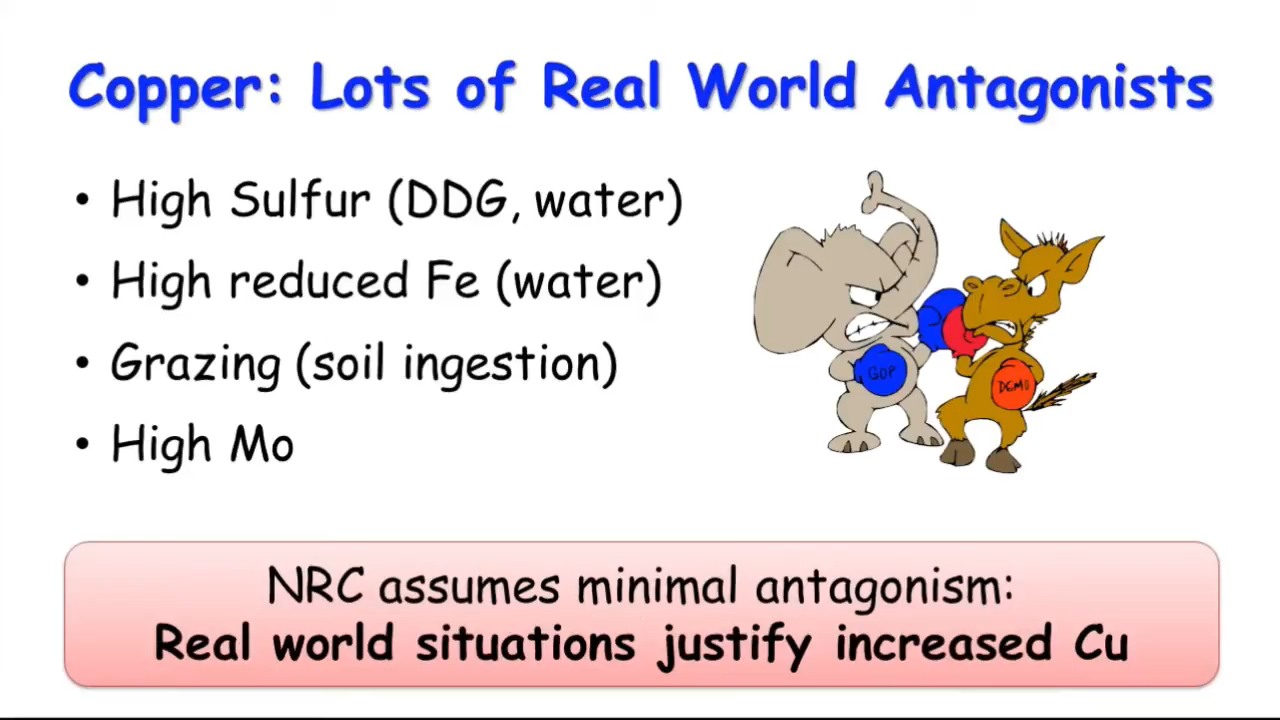 Copper: Lots of Real World Antagonists
• High Sulfur (DDG, water)
• High reduced Fe (water)
• Grazing (soil ingestion)
• High Mo
GOP
DEMO
NRC assumes minimal antagonism:
Real world situations justify increased Cu